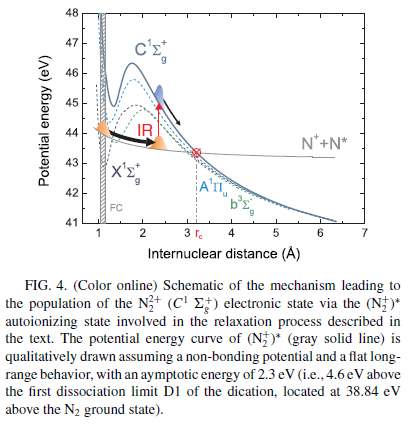 48
47
46
45
44
43
42
41
Potential energy (eV)
C¹Σ⁺g
IR
N⁺+N*
X¹Σ⁺g
A¹Πu
b³Σ⁻g
FC
1 2 3 rc 4 5 6 7
Internuclear distance (Å)
FIG. 4. (Color online) Schematic of the mechanism leading to
the population of the N₂²⁺ (C¹ Σg⁺) electronic state via the (N₂⁺)*
autoionizing state involved in the relaxation process described in
the text. The potential energy curve of (N₂⁺)* (gray solid line) is
qualitatively drawn assuming a non-bonding potential and a flat long-
range behavior, with an aymptotic energy of 2.3 eV (i.e., 4.6 eV above
the first dissociation limit D1 of the dication, located at 38.84 eV
above the N₂ ground state).